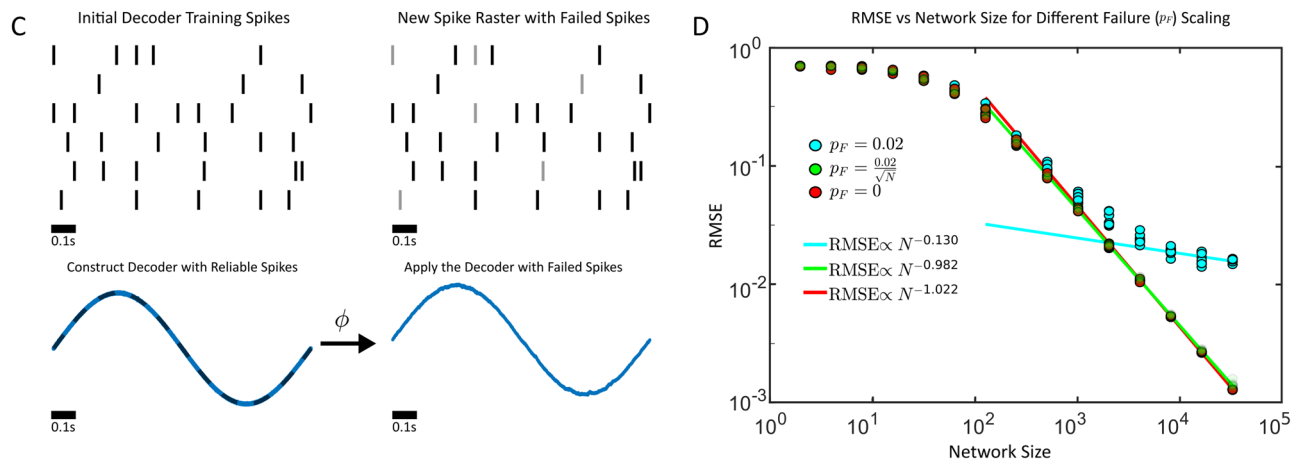 C
Initial Decoder Training Spikes
New Spike Raster with Failed Spikes
0.1s
0.1s
Construct Decoder with Reliable Spikes
Apply the Decoder with Failed Spikes
ϕ
0.1s
0.1s
D
RMSE vs Network Size for Different Failure (p_F) Scaling
RMSE
10^0
10^-1
10^-2
10^-3
p_F = 0.02
p_F = 0.02/√N
p_F = 0
RMSE∝ N^-0.130
RMSE∝ N^-0.982
RMSE∝ N^-1.022
10^0 10^1 10^2 10^3 10^4 10^5
Network Size